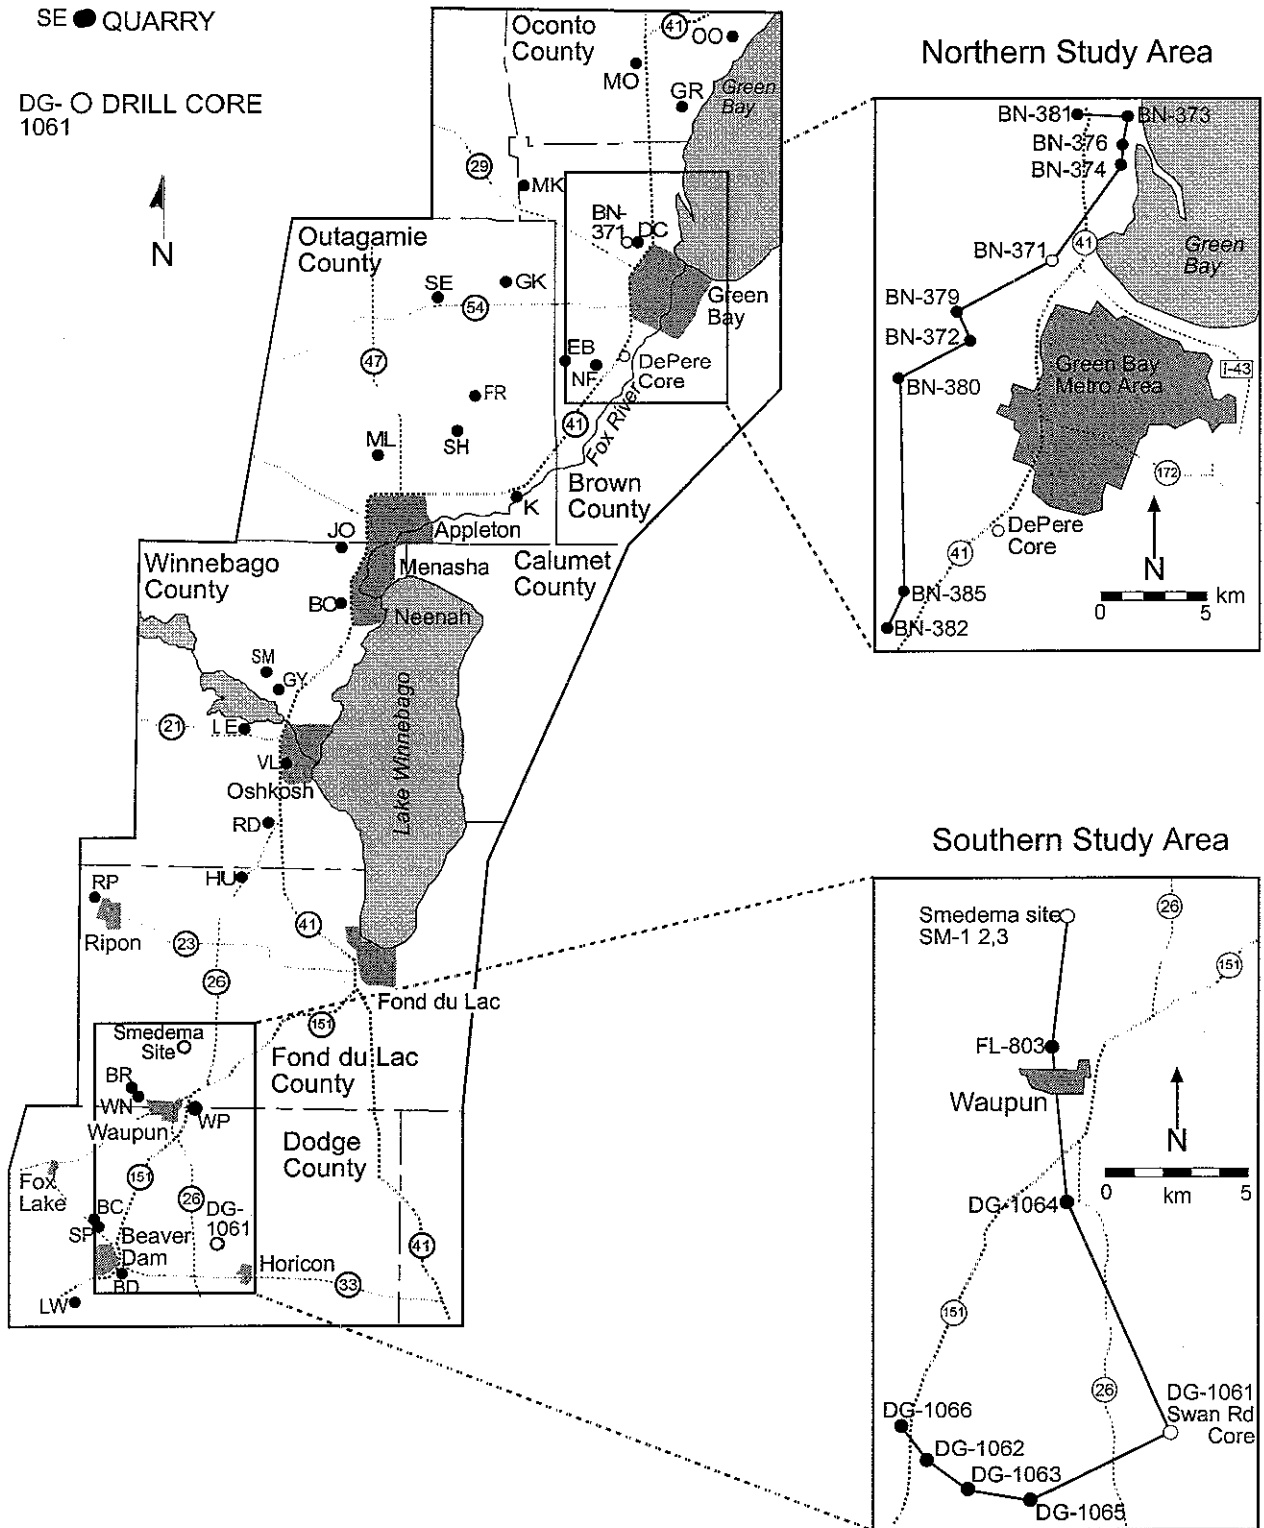 SE QUARRY
DG- DRILL CORE
1061
N
Oconto
County
41
OO
MO
GR
Green
Bay
29
MK
BN-
371
DC
Outagamie
County
SE
GK
54
Green
Bay
47
EB
NF
DePere
Core
FR
41
Fox River
ML
SH
Brown
County
K
JO
Appleton
Winnebago
County
Menasha
Calumet
County
BO
Neenah
SM
GY
21
LE
VL
Oshkosh
Lake Winnebago
RD
HU
RP
Ripon
41
23
26
Fond du Lac
151
Smedema
Site
Fond du Lac
County
BR
WN
WP
Waupun
Dodge
County
Fox
Lake
151
26
DG-
1061
BC
SP
Beaver
Dam
BD
Horicon
41
33
LW
Northern Study Area
BN-381
BN-373
BN-376
BN-374
BN-371
41
Green
Bay
BN-379
BN-372
BN-380
Green Bay
Metro Area
I-43
172
DePere
Core
41
N
BN-385
BN-382
0 5 km
Southern Study Area
Smedema site
SM-1 2,3
26
151
FL-803
Waupun
N
0 km 5
DG-1064
151
26
DG-1061
Swan Rd
Core
DG-1066
DG-1062
DG-1063
DG-1065